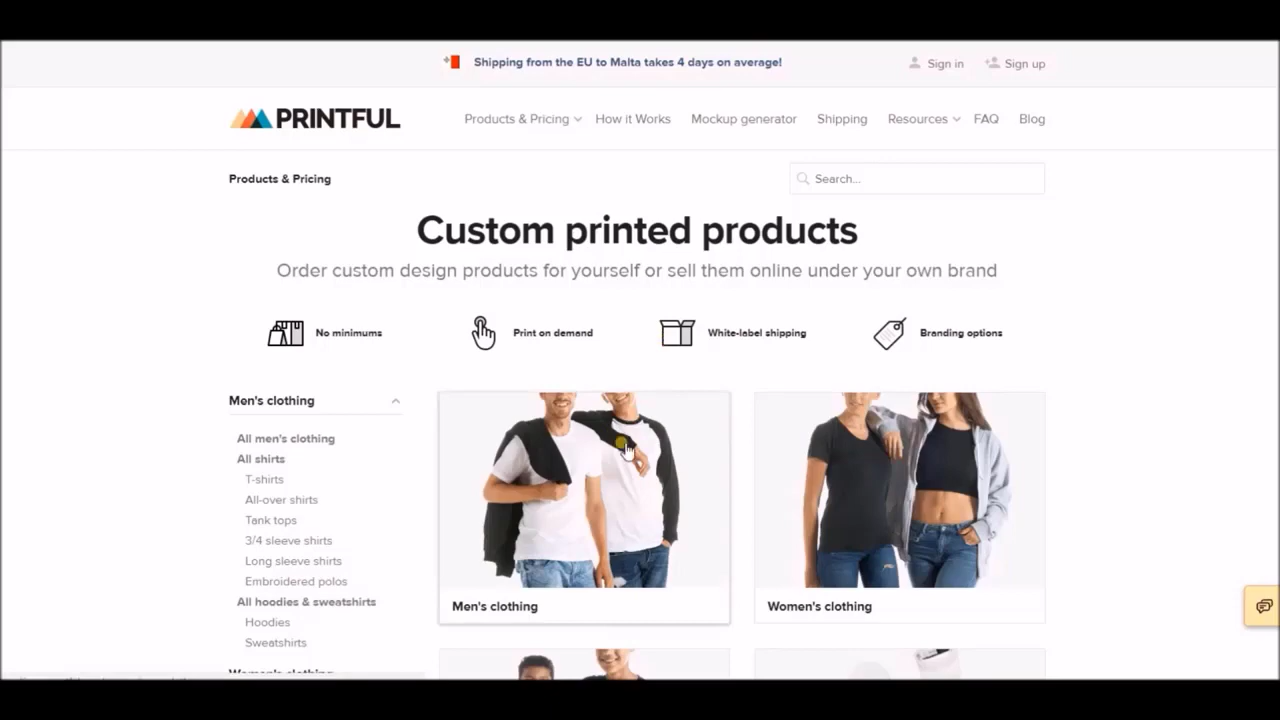 Shipping from the EU to Malta takes 4 days on average!
Sign in
Sign up
PRINTFUL
Products & Pricing
How it Works
Mockup generator
Shipping
Resources
FAQ
Blog
Products & Pricing
Search...
Custom printed products
Order custom design products for yourself or sell them online under your own brand
No minimums
Print on demand
White-label shipping
Branding options
Men's clothing
All men's clothing
All shirts
T-shirts
All-over shirts
Tank tops
3/4 sleeve shirts
Long sleeve shirts
Embroidered polos
All hoodies & sweatshirts
Hoodies
Sweatshirts
Women's clothing
Men's clothing
Women's clothing